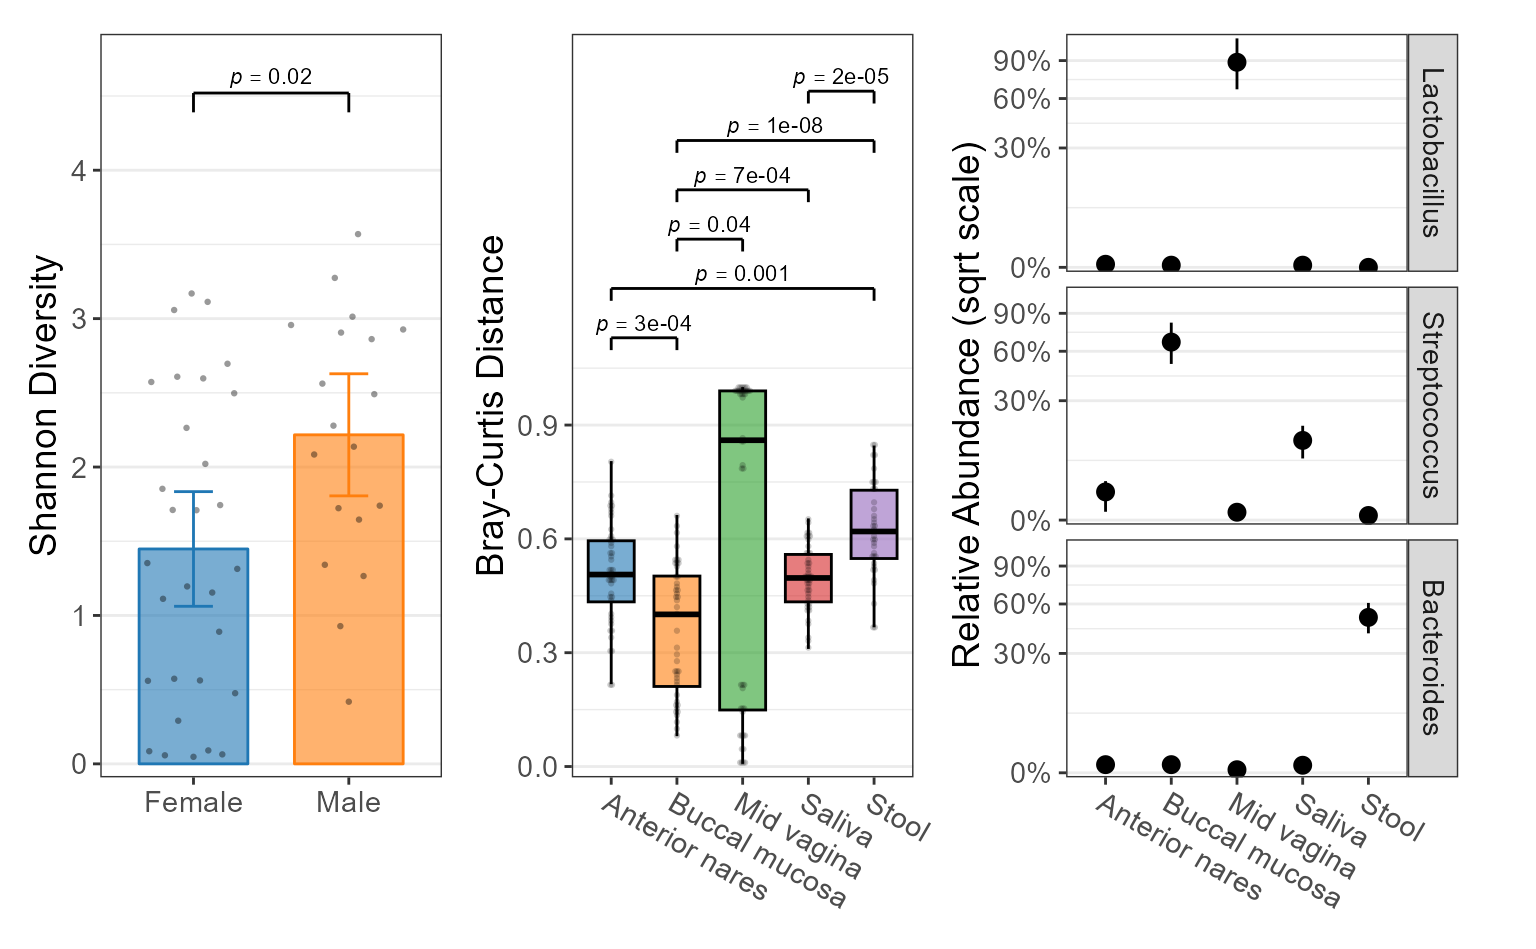 Shannon Diversity
4
3
2
1
0
p = 0.02
Female
Male
Bray-Curtis Distance
0.9
0.6
0.3
0.0
p = 2e-05
p = 1e-08
p = 7e-04
p = 0.04
p = 0.001
p = 3e-04
Anterior nares
Buccal mucosa
Mid vagina
Saliva
Stool
Relative Abundance (sqrt scale)
90%
60%
30%
0%
Lactobacillus
90%
60%
30%
0%
Streptococcus
90%
60%
30%
0%
Bacteroides
Anterior nares
Buccal mucosa
Mid vagina
Saliva
Stool